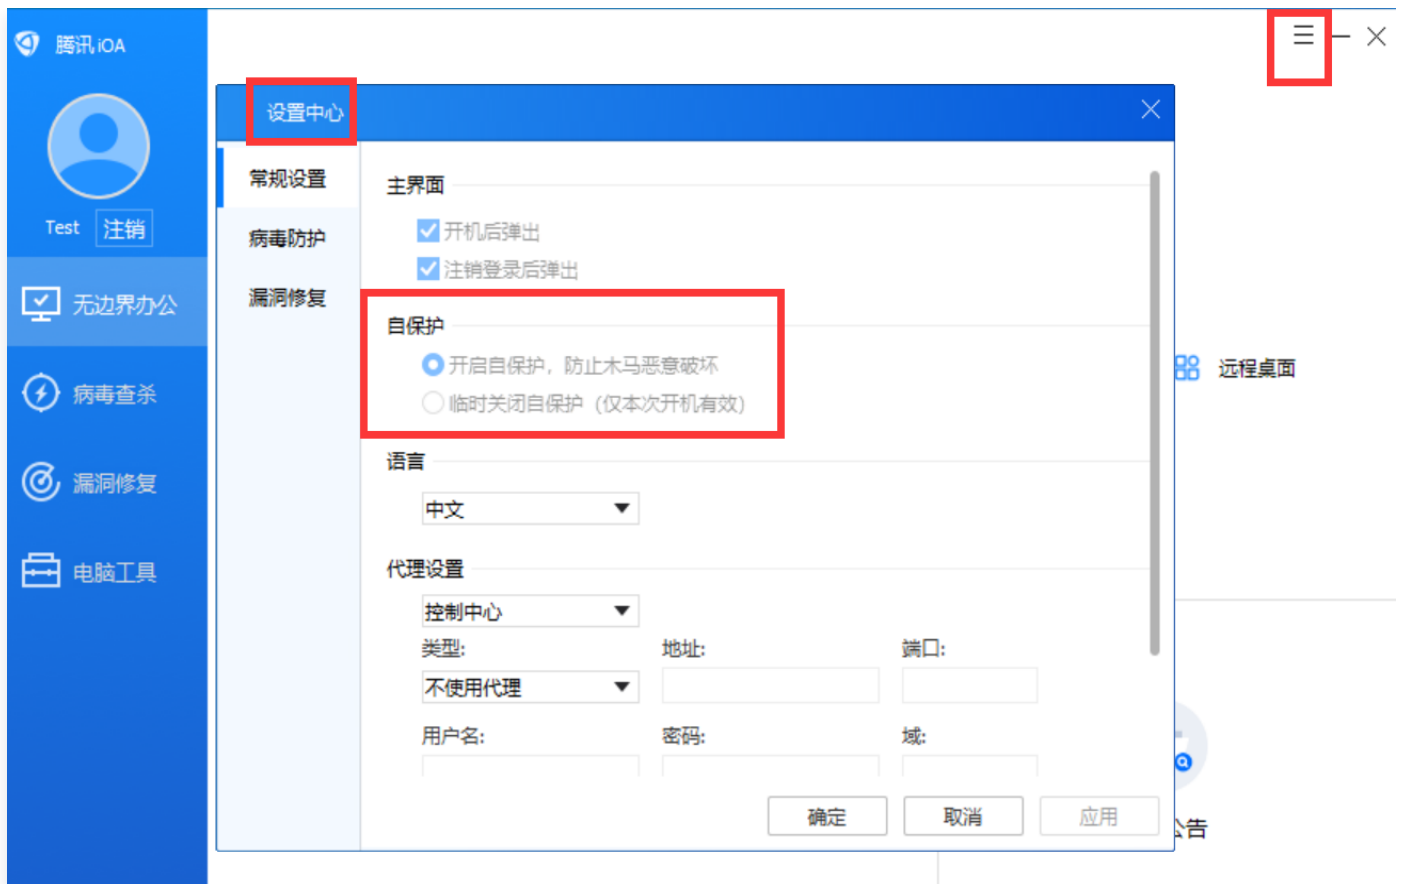 腾讯 iOA
设置中心
常规设置
主界面
开机后弹出
Test 注销
病毒防护
注销登录后弹出
无边界办公
漏洞修复
自保护
开启自保护，防止木马恶意破坏
远程桌面
病毒查杀
临时关闭自保护（仅本次开机有效）
语言
漏洞修复
中文
代理设置
电脑工具
控制中心
类型: 地址: 端口:
不使用代理
用户名: 密码: 域:
确定 取消 应用
公告